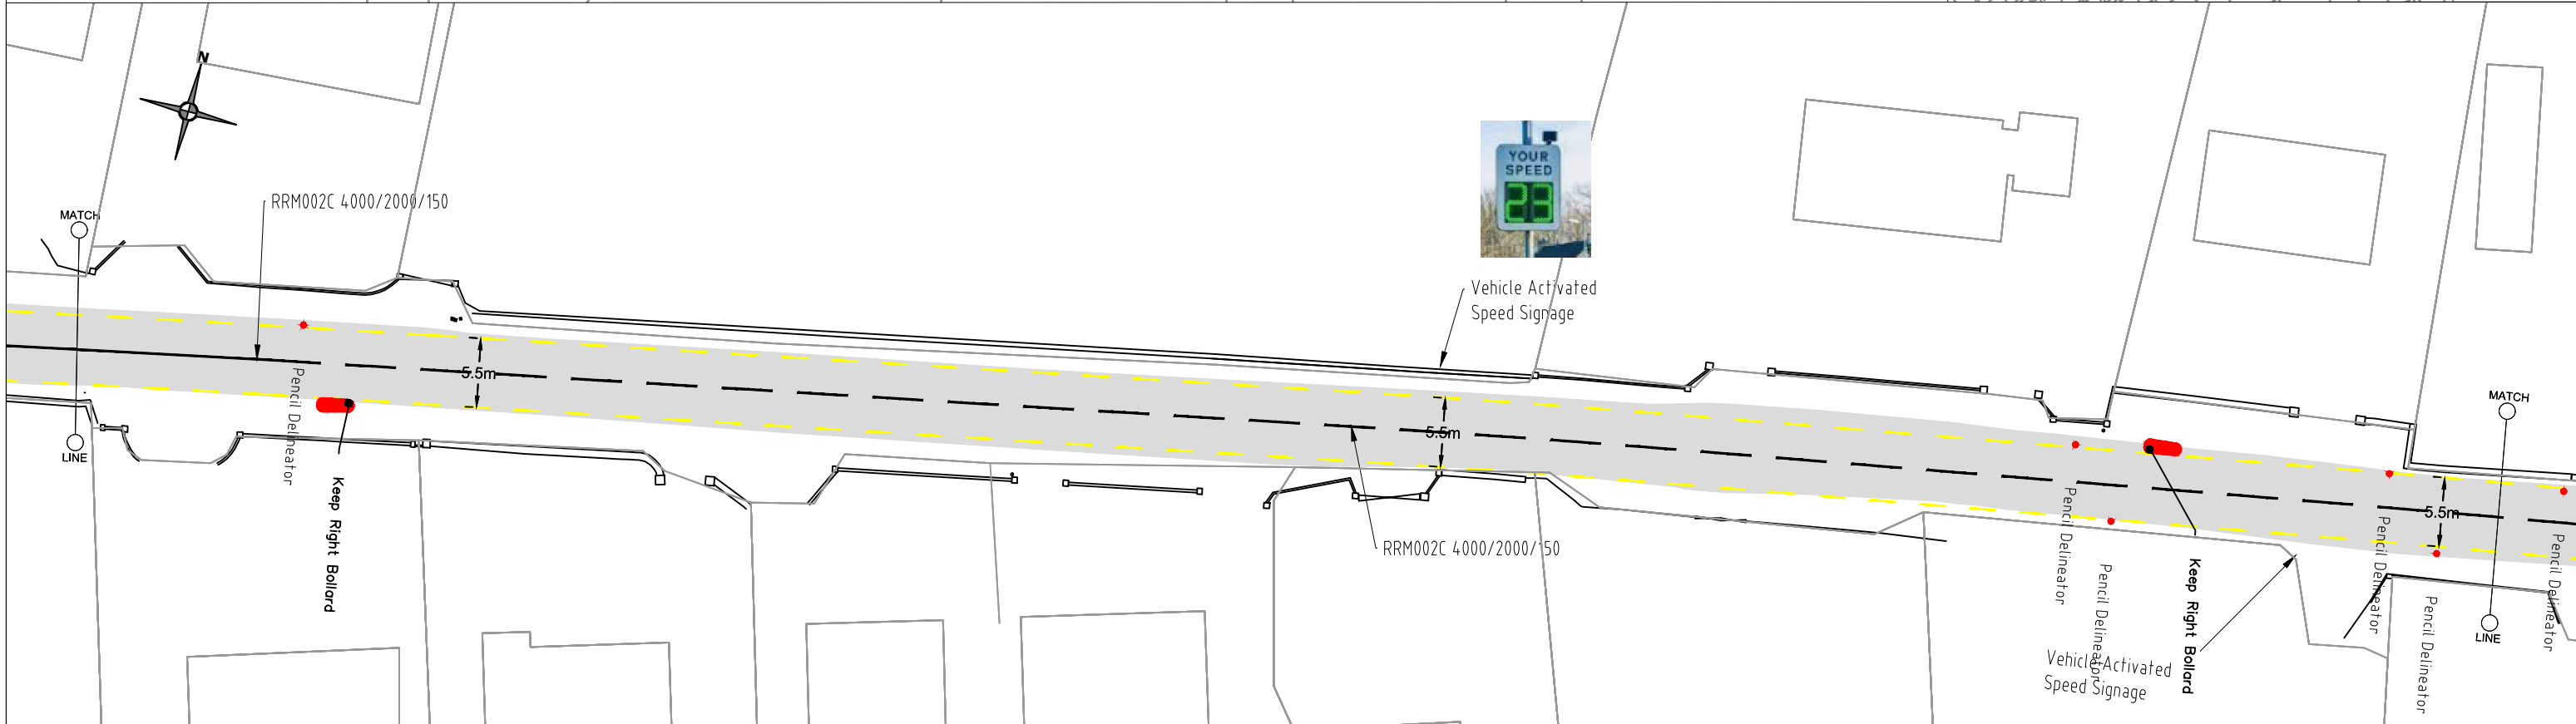 N
YOUR
SPEED
23
MATCH
RRM002C 4000/2000/150
Vehicle Activated
Speed Signage
5.5m
Pencil Delineator
LINE
Keep Right Bollard
5.5m
RRM002C 4000/2000/150
MATCH
5.5m
Pencil Delineator
Pencil Delineator
Keep Right Bollard
Pencil Delineator
Pencil Delineator
Pencil Delineator
LINE
Vehicle Activated
Speed Signage